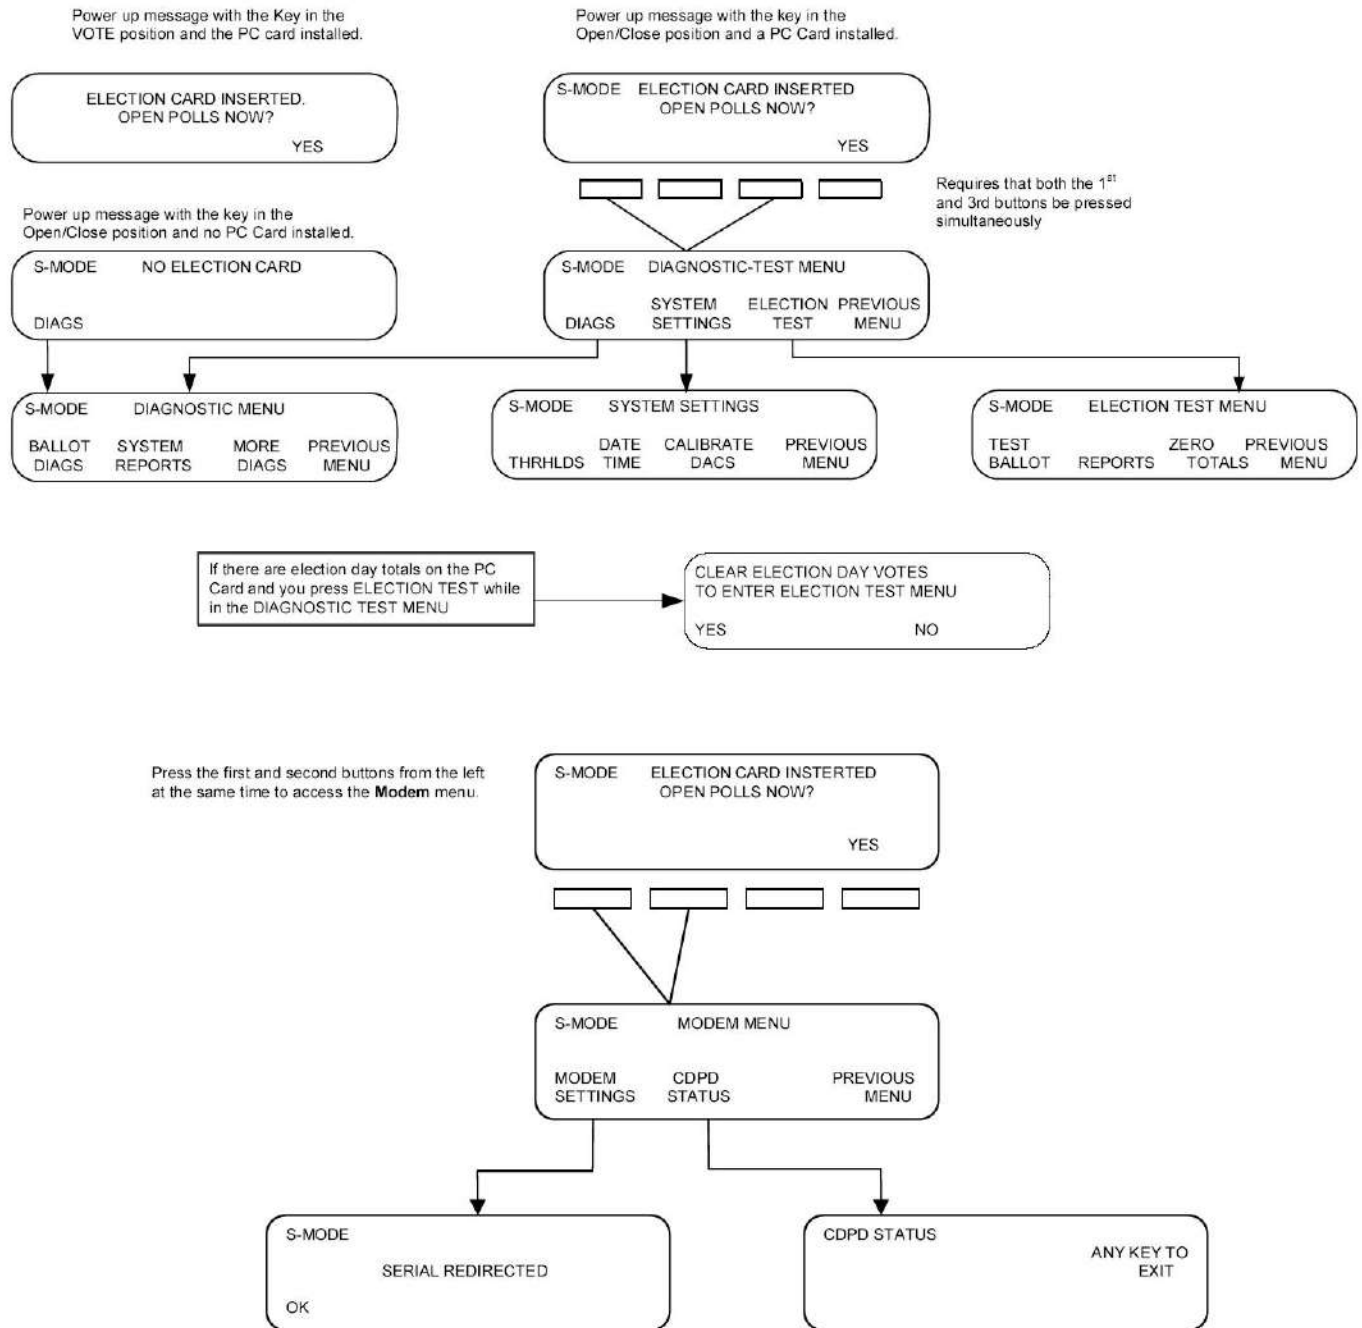 Power up message with the Key in the
VOTE position and the PC card installed.
ELECTION CARD INSERTED.
OPEN POLLS NOW?
YES
Power up message with the key in the
Open/Close position and a PC Card installed.
S-MODE ELECTION CARD INSERTED
OPEN POLLS NOW?
YES
Requires that both the 1st
and 3rd buttons be pressed
simultaneously
Power up message with the key in the
Open/Close position and no PC Card installed.
S-MODE NO ELECTION CARD
DIAGS
S-MODE DIAGNOSTIC-TEST MENU
SYSTEM ELECTION PREVIOUS
DIAGS SETTINGS TEST MENU
S-MODE DIAGNOSTIC MENU
BALLOT SYSTEM MORE PREVIOUS
DIAGS REPORTS DIAGS MENU
S-MODE SYSTEM SETTINGS
DATE CALIBRATE PREVIOUS
THRHLDS TIME DACS MENU
S-MODE ELECTION TEST MENU
TEST ZERO PREVIOUS
BALLOT REPORTS TOTALS MENU
If there are election day totals on the PC
Card and you press ELECTION TEST while
in the DIAGNOSTIC TEST MENU
CLEAR ELECTION DAY VOTES
TO ENTER ELECTION TEST MENU
YES NO
Press the first and second buttons from the left
at the same time to access the Modem menu.
S-MODE ELECTION CARD INSTERTED
OPEN POLLS NOW?
YES
S-MODE MODEM MENU
MODEM CDPD PREVIOUS
SETTINGS STATUS MENU
S-MODE
SERIAL REDIRECTED
OK
CDPD STATUS
ANY KEY TO
EXIT